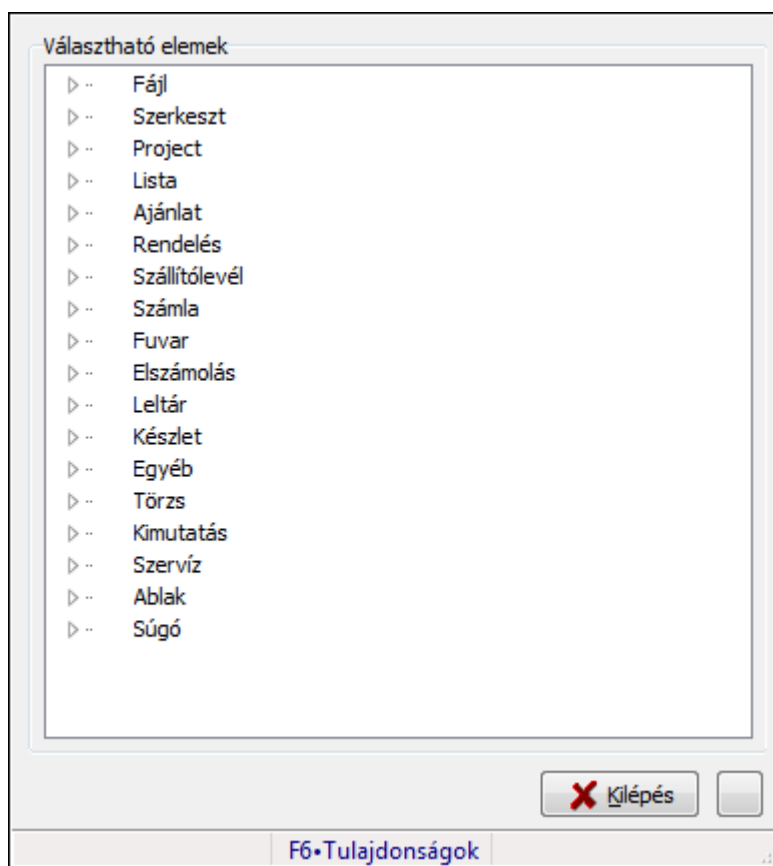 Választható elemek
Fájl
Szerkeszt
Project
Lista
Ajánlat
Rendelés
Szállítólevél
Számla
Fuvar
Elszámolás
Leltár
Készlet
Egyéb
Törzs
Kimutatás
Szervíz
Ablak
Súgó
Kilépés
F6•Tulajdonságok